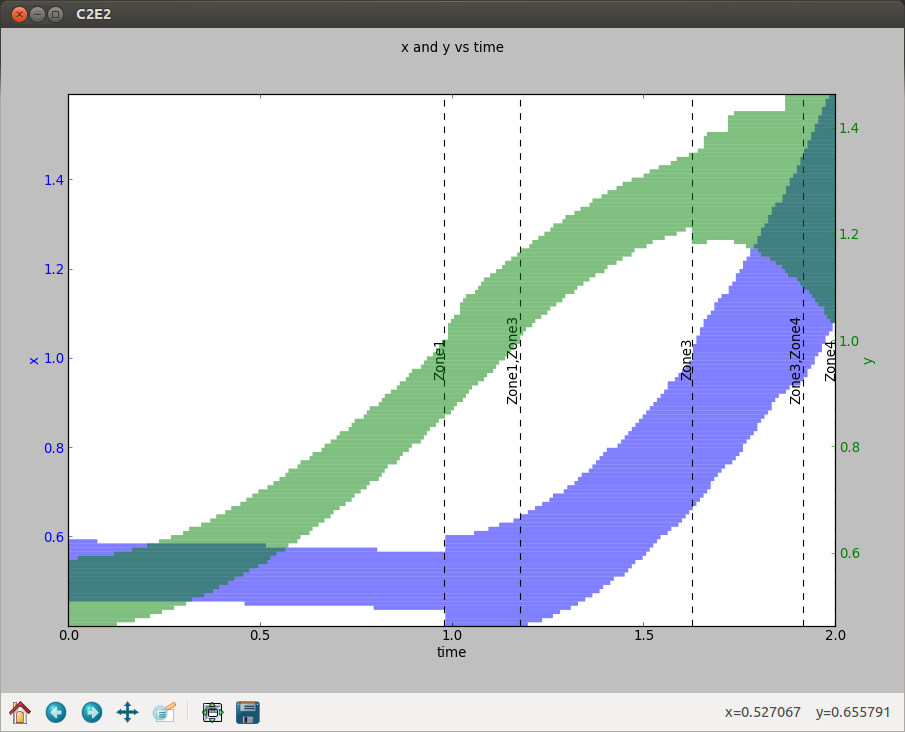 C2E2
x and y vs time
1.4
1.2
1.0
0.8
0.6
x
Zone1
Zone1,Zone3
Zone3
Zone3,Zone4
Zone4
1.4
1.2
1.0
0.8
0.6
y
0.0
0.5
1.0
1.5
2.0
time
x=0.527067 y=0.655791